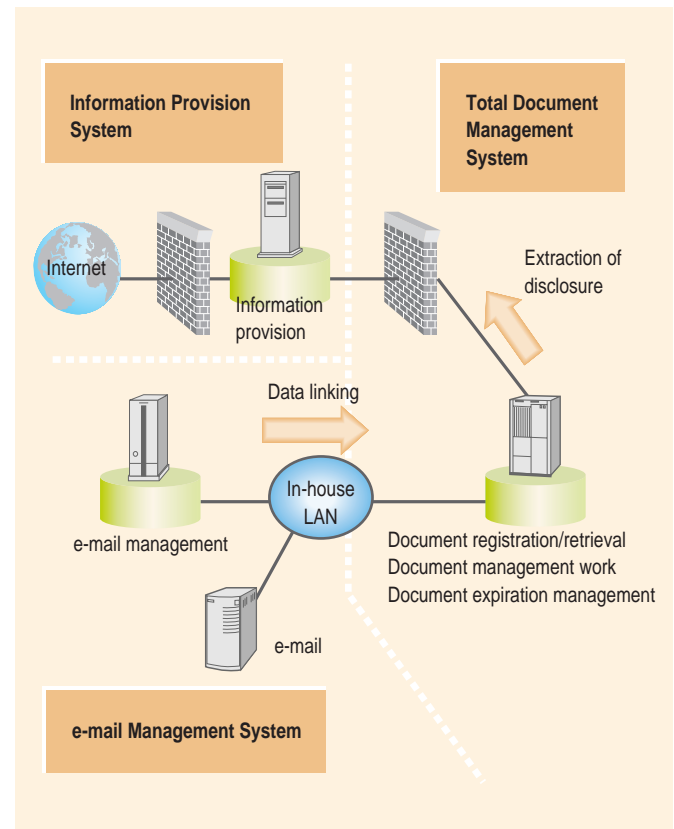 Information Provision
System
Total Document
Management
System
Internet
Information
provision
Extraction of
disclosure
Data linking
In-house
LAN
e-mail management
Document registration/retrieval
Document management work
Document expiration management
e-mail
e-mail Management System